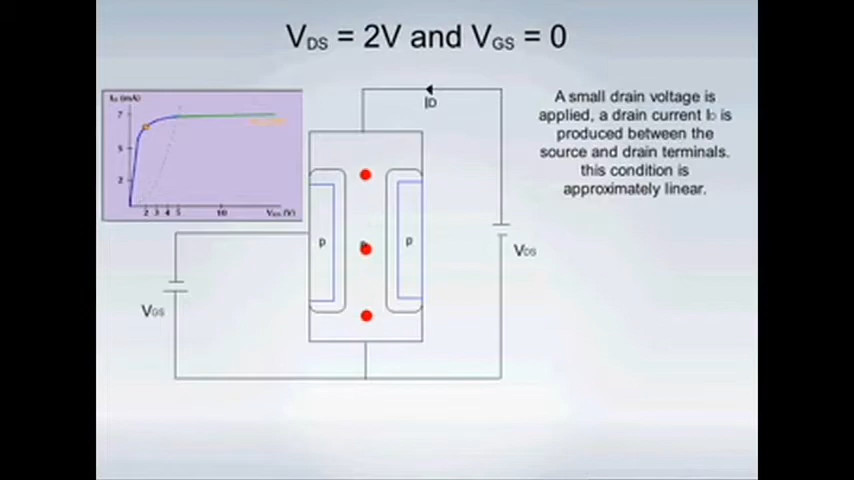 VDS = 2V and VGS = 0
ID (mA)
7
5
2
2 3 4 5 10
ID
A small drain voltage is
applied, a drain current ID is
produced between the
source and drain terminals.
this condition is
approximately linear.
p
p
VDS
VGS